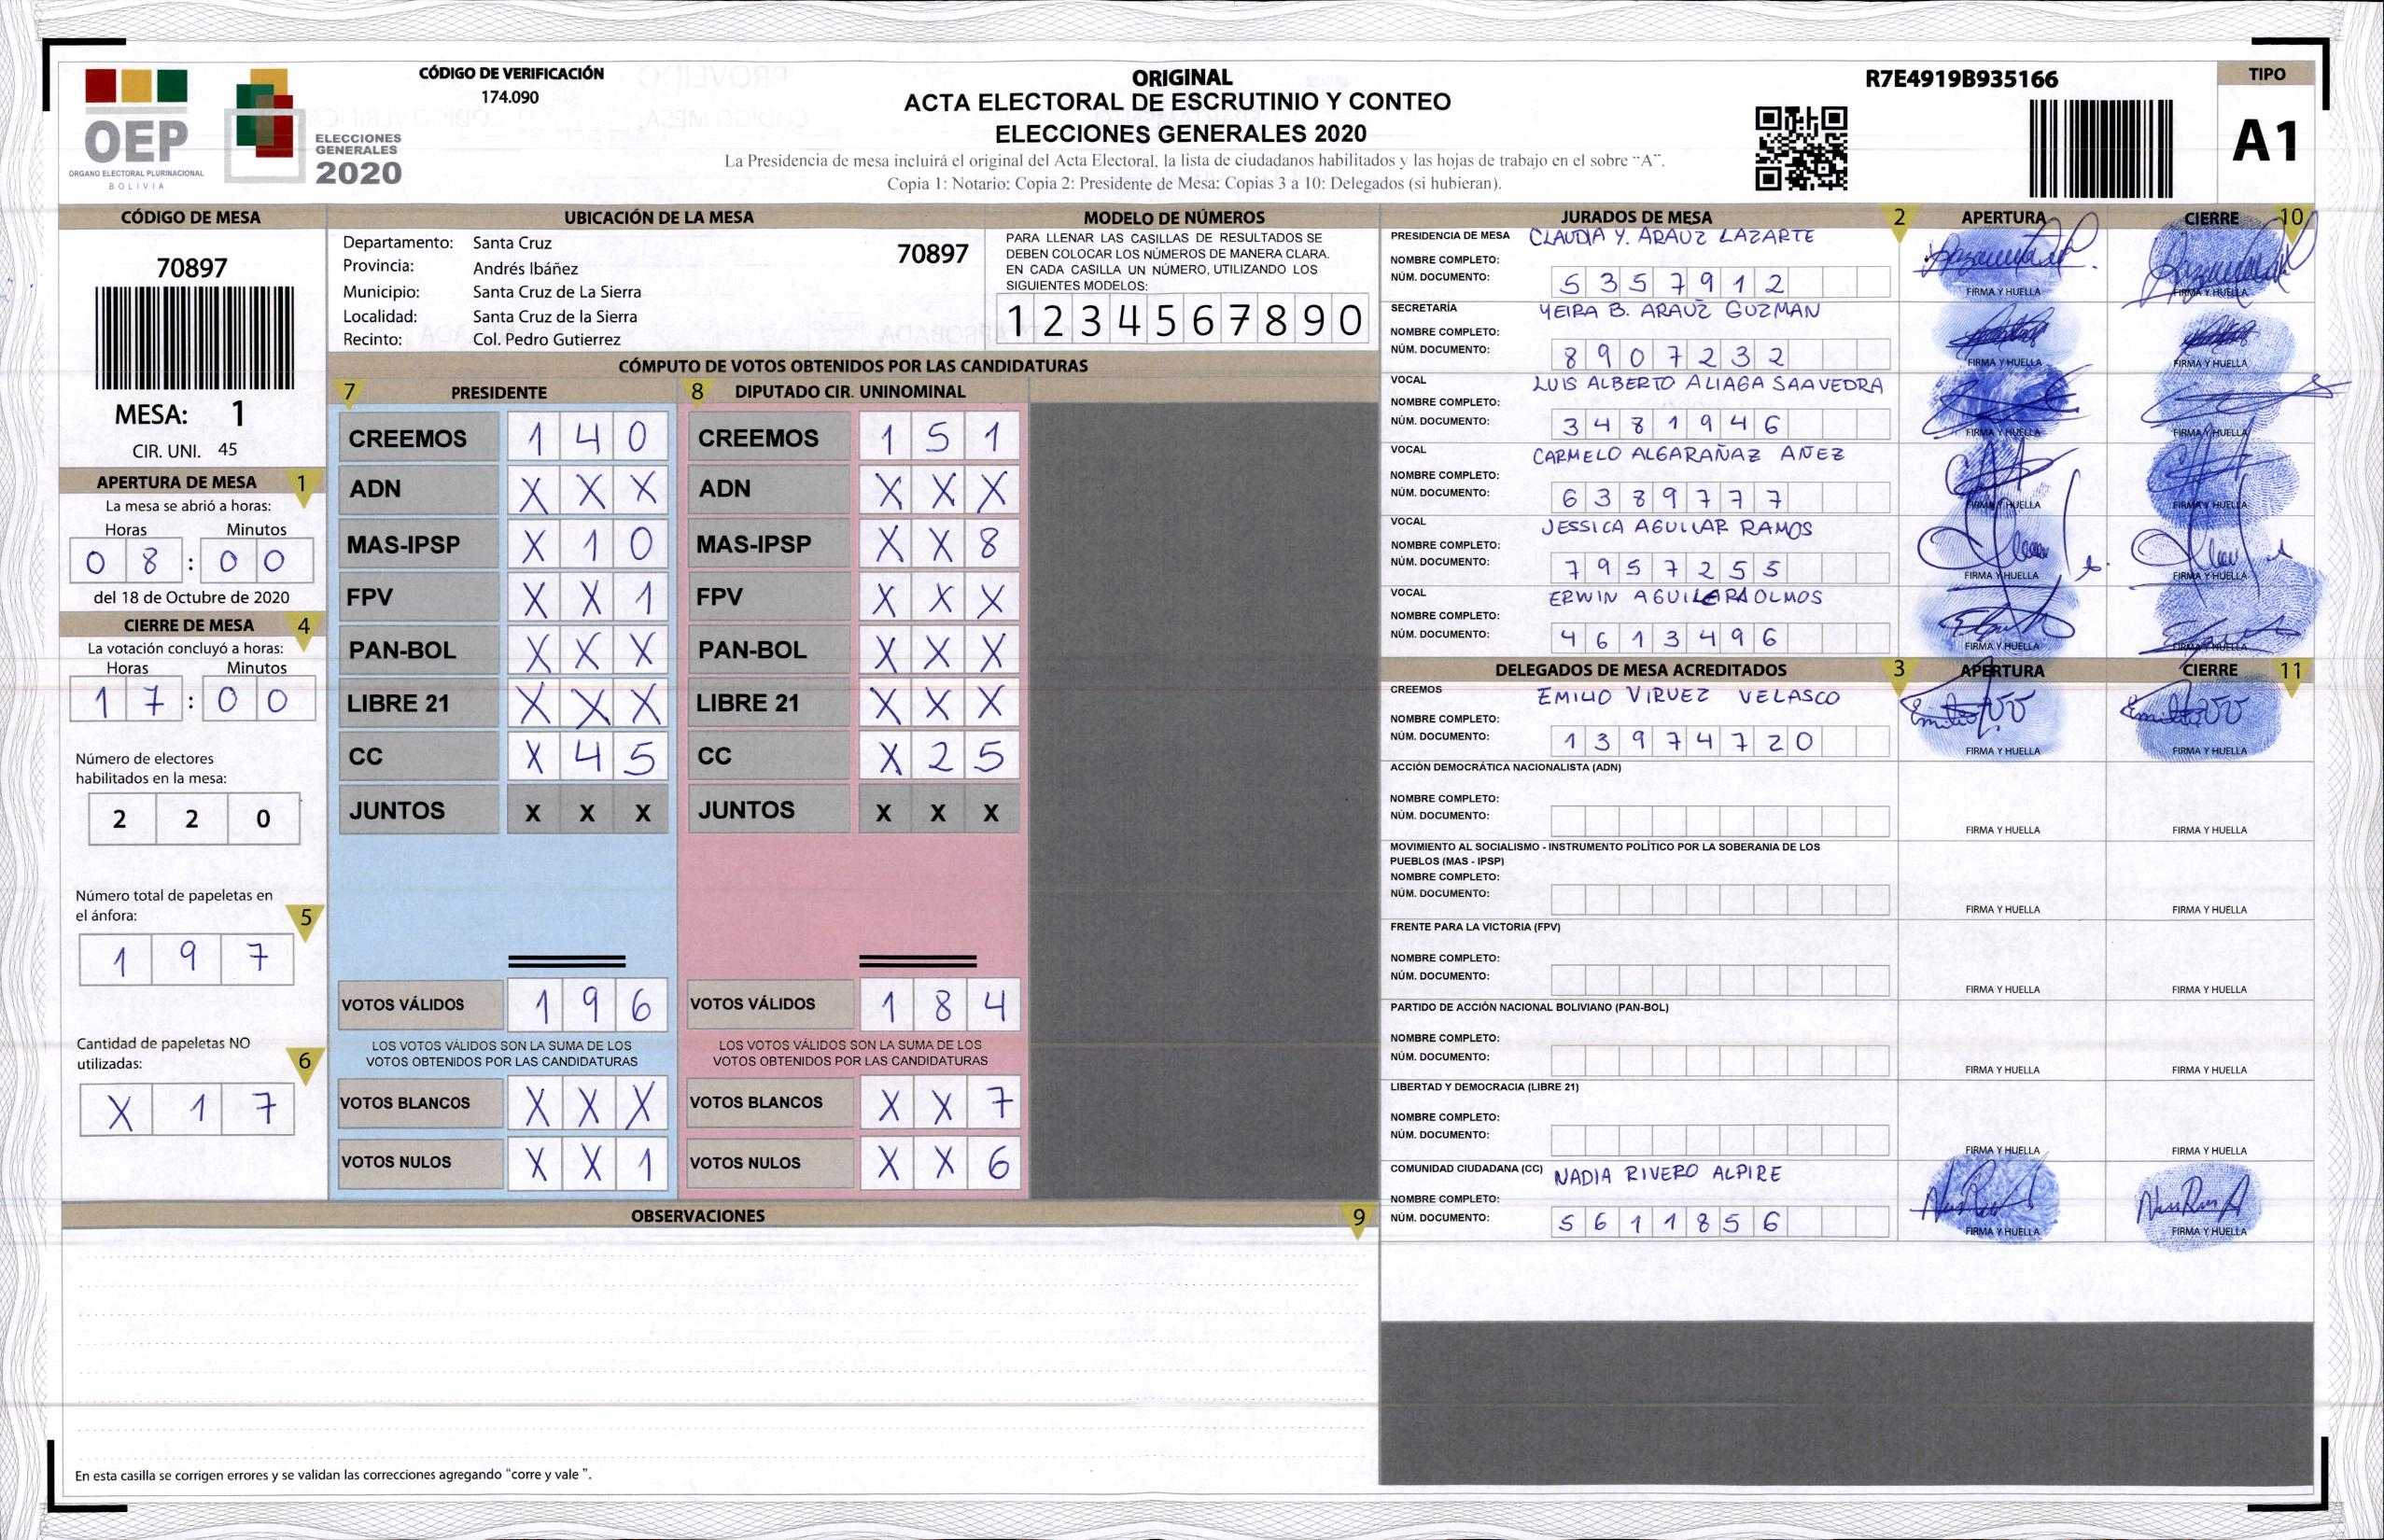 CÓDIGO DE VERIFICACIÓN
174.090
OEP
ORGANO ELECTORAL PLURINACIONAL
BOLIVIA
ELECCIONES
GENERALES
2020
ORIGINAL
ACTA ELECTORAL DE ESCRUTINIO Y CONTEO
ELECCIONES GENERALES 2020
La Presidencia de mesa incluirá el original del Acta Electoral, la lista de ciudadanos habilitados y las hojas de trabajo en el sobre "A".
Copia 1: Notario: Copia 2: Presidente de Mesa: Copias 3 a 10: Delegados (si hubieran).
R7E4919B935166
TIPO
A1
CÓDIGO DE MESA
70897
MESA: 1
CIR. UNI. 45
APERTURA DE MESA 1
La mesa se abrió a horas:
Horas Minutos
0 8 : 0 0
del 18 de Octubre de 2020
CIERRE DE MESA 4
La votación concluyó a horas:
Horas Minutos
1 7 : 0 0
Número de electores
habilitados en la mesa:
2 2 0
Número total de papeletas en
el ánfora: 5
1 9 7
Cantidad de papeletas NO
utilizadas: 6
X 1 7
UBICACIÓN DE LA MESA
Departamento: Santa Cruz 70897
Provincia: Andrés Ibáñez
Municipio: Santa Cruz de La Sierra
Localidad: Santa Cruz de la Sierra
Recinto: Col. Pedro Gutierrez
MODELO DE NÚMEROS
PARA LLENAR LAS CASILLAS DE RESULTADOS SE
DEBEN COLOCAR LOS NÚMEROS DE MANERA CLARA.
EN CADA CASILLA UN NÚMERO, UTILIZANDO LOS
SIGUIENTES MODELOS:
1 2 3 4 5 6 7 8 9 0
CÓMPUTO DE VOTOS OBTENIDOS POR LAS CANDIDATURAS
7 PRESIDENTE
CREEMOS 1 4 0
ADN X X X
MAS-IPSP X 1 0
FPV X X 1
PAN-BOL X X X
LIBRE 21 X X X
CC X 4 5
JUNTOS X X X
VOTOS VÁLIDOS 1 9 6
LOS VOTOS VÁLIDOS SON LA SUMA DE LOS
VOTOS OBTENIDOS POR LAS CANDIDATURAS
VOTOS BLANCOS X X X
VOTOS NULOS X X 1
8 DIPUTADO CIR. UNINOMINAL
CREEMOS 1 5 1
ADN X X X
MAS-IPSP X X 8
FPV X X X
PAN-BOL X X X
LIBRE 21 X X X
CC X 2 5
JUNTOS X X X
VOTOS VÁLIDOS 1 8 4
LOS VOTOS VÁLIDOS SON LA SUMA DE LOS
VOTOS OBTENIDOS POR LAS CANDIDATURAS
VOTOS BLANCOS X X 7
VOTOS NULOS X X 6
OBSERVACIONES 9
En esta casilla se corrigen errores y se validan las correcciones agregando "corre y vale ".
JURADOS DE MESA 2 APERTURA CIERRE 10
PRESIDENCIA DE MESA CLAUDIA Y. ARAUZ LAZARTE
NOMBRE COMPLETO:
NÚM. DOCUMENTO: 5 3 5 7 9 1 2
FIRMA Y HUELLA FIRMA Y HUELLA
SECRETARÍA YEIRA B. ARAUZ GUZMAN
NOMBRE COMPLETO:
NÚM. DOCUMENTO: 8 9 0 7 2 3 2
FIRMA Y HUELLA FIRMA Y HUELLA
VOCAL LUIS ALBERTO ALIAGA SAAVEDRA
NOMBRE COMPLETO:
NÚM. DOCUMENTO: 3 4 8 1 9 4 6
FIRMA Y HUELLA FIRMA Y HUELLA
VOCAL CARMELO ALGARAÑAZ AÑEZ
NOMBRE COMPLETO:
NÚM. DOCUMENTO: 6 3 8 9 7 7 7
FIRMA Y HUELLA FIRMA Y HUELLA
VOCAL JESSICA AGUILAR RAMOS
NOMBRE COMPLETO:
NÚM. DOCUMENTO: 7 9 5 7 2 5 5
FIRMA Y HUELLA FIRMA Y HUELLA
VOCAL ERWIN AGUILERA OLMOS
NOMBRE COMPLETO:
NÚM. DOCUMENTO: 4 6 1 3 4 9 6
FIRMA Y HUELLA FIRMA Y HUELLA
DELEGADOS DE MESA ACREDITADOS 3 APERTURA CIERRE 11
CREEMOS EMILIO VIRUEZ VELASCO
NOMBRE COMPLETO:
NÚM. DOCUMENTO: 1 3 9 7 4 7 2 0
FIRMA Y HUELLA FIRMA Y HUELLA
ACCIÓN DEMOCRÁTICA NACIONALISTA (ADN)
NOMBRE COMPLETO:
NÚM. DOCUMENTO:
FIRMA Y HUELLA FIRMA Y HUELLA
MOVIMIENTO AL SOCIALISMO - INSTRUMENTO POLÍTICO POR LA SOBERANIA DE LOS
PUEBLOS (MAS - IPSP)
NOMBRE COMPLETO:
NÚM. DOCUMENTO:
FIRMA Y HUELLA FIRMA Y HUELLA
FRENTE PARA LA VICTORIA (FPV)
NOMBRE COMPLETO:
NÚM. DOCUMENTO:
FIRMA Y HUELLA FIRMA Y HUELLA
PARTIDO DE ACCIÓN NACIONAL BOLIVIANO (PAN-BOL)
NOMBRE COMPLETO:
NÚM. DOCUMENTO:
FIRMA Y HUELLA FIRMA Y HUELLA
LIBERTAD Y DEMOCRACIA (LIBRE 21)
NOMBRE COMPLETO:
NÚM. DOCUMENTO:
FIRMA Y HUELLA FIRMA Y HUELLA
COMUNIDAD CIUDADANA (CC) NADIA RIVERO ALPIRE
NOMBRE COMPLETO:
NÚM. DOCUMENTO: 5 6 1 1 8 5 6
FIRMA Y HUELLA FIRMA Y HUELLA